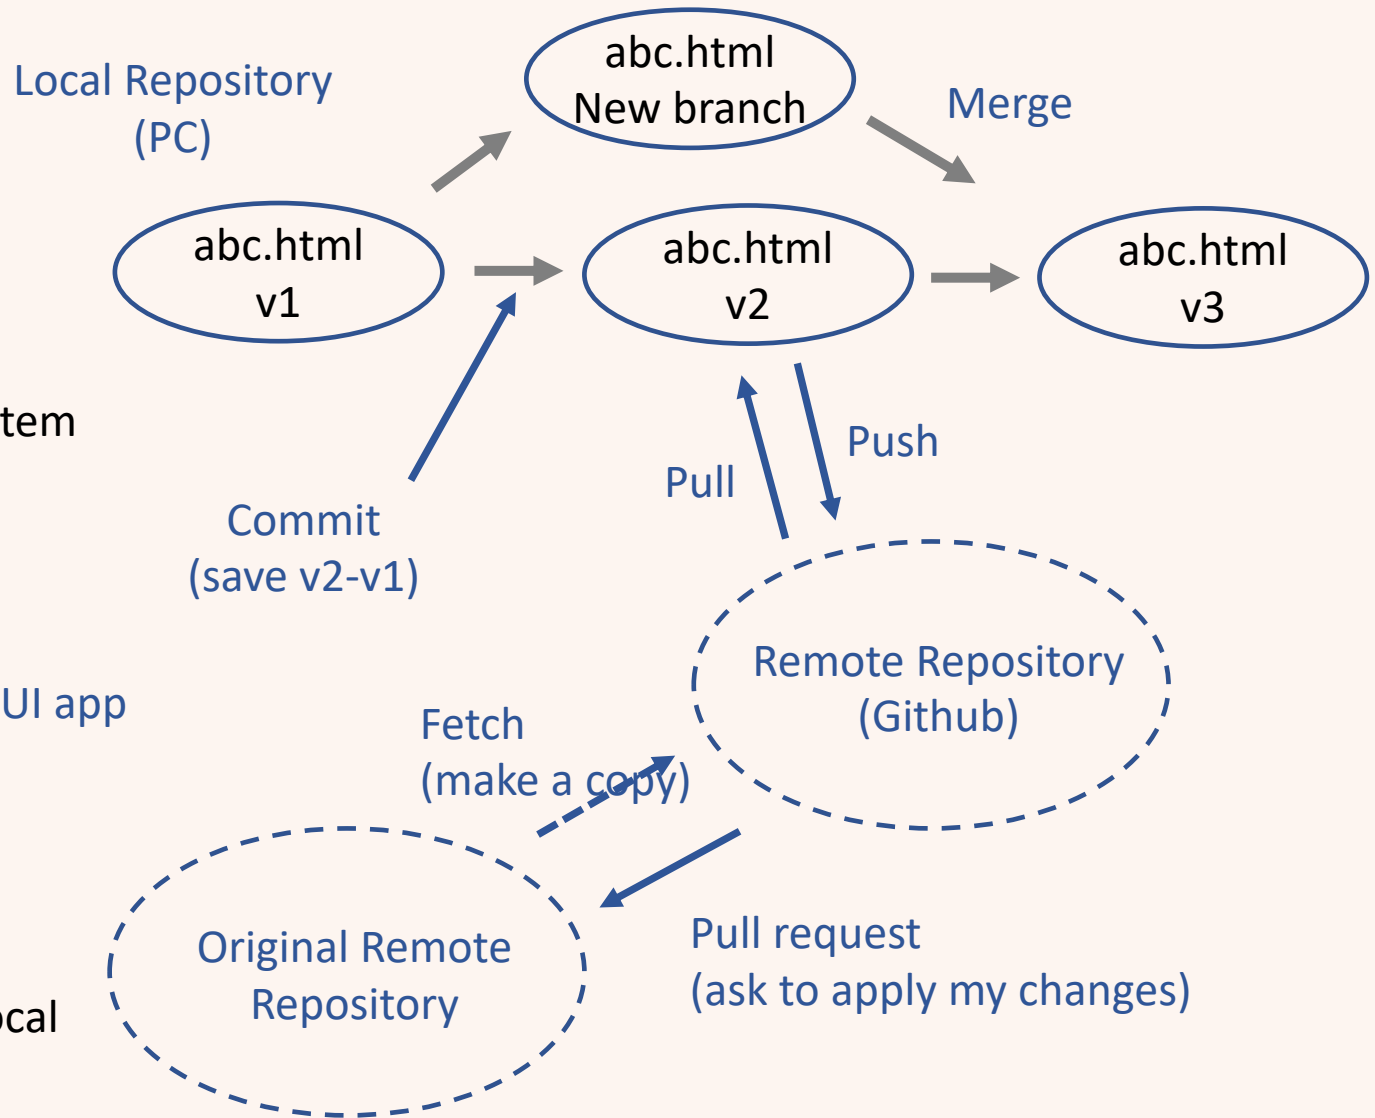 abc.html
New branch
Local Repository
(PC)
Merge
abc.html
v1
abc.html
v2
abc.html
v3
tem
Push
Pull
Commit
(save v2-v1)
Remote Repository
(Github)
UI app
Fetch
(make a copy)
Original Remote
Repository
Pull request
(ask to apply my changes)
ocal